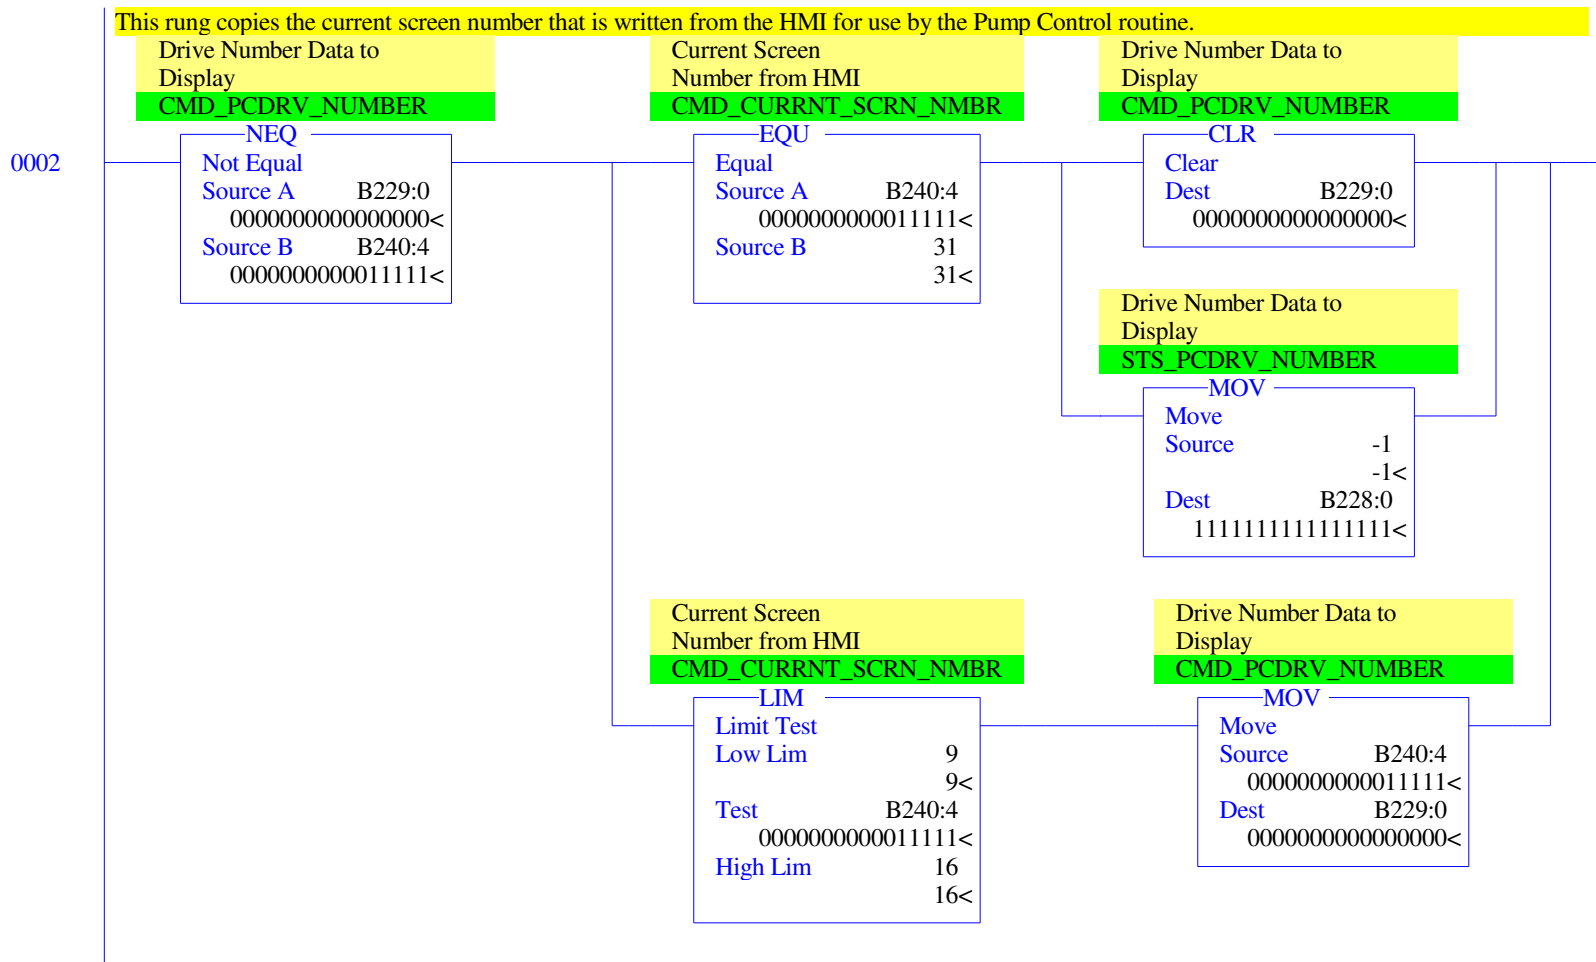 This rung copies the current screen number that is written from the HMI for use by the Pump Control routine.
0002
Drive Number Data to
Display
CMD_PCDRV_NUMBER
NEQ
Not Equal
Source A B229:0
0000000000000000<
Source B B240:4
0000000000011111<
Current Screen
Number from HMI
CMD_CURRNT_SCRN_NMBR
EQU
Equal
Source A B240:4
0000000000011111<
Source B 31
31<
Drive Number Data to
Display
CMD_PCDRV_NUMBER
CLR
Clear
Dest B229:0
0000000000000000<
Drive Number Data to
Display
STS_PCDRV_NUMBER
MOV
Move
Source -1
-1<
Dest B228:0
1111111111111111<
Current Screen
Number from HMI
CMD_CURRNT_SCRN_NMBR
LIM
Limit Test
Low Lim 9
9<
Test B240:4
0000000000011111<
High Lim 16
16<
Drive Number Data to
Display
CMD_PCDRV_NUMBER
MOV
Move
Source B240:4
0000000000011111<
Dest B229:0
0000000000000000<